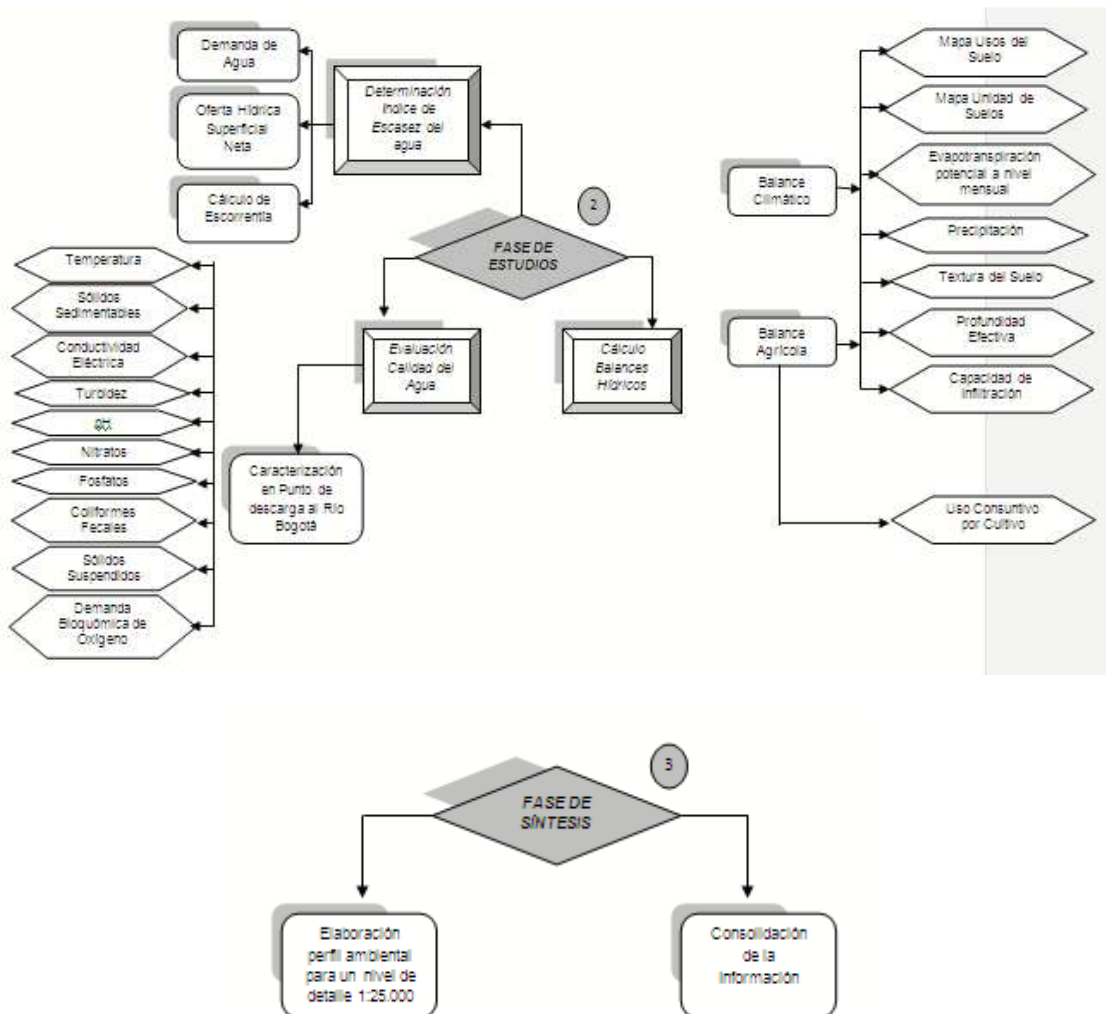 Demanda de
Agua
Oferta Hídrica
Superficial
Neta
Cálculo de
Escorrentía
Determinación
Indice de
Escasez del
agua
2
FASE DE
ESTUDIOS
Temperatura
Sólidos
Sedimentables
Conductividad
Eléctrica
Turbidez
Nitratos
Fosfatos
Coliformes
Fecales
Sólidos
Suspendidos
Demanda
Bioquómica de
Óxígeno
Evaluación
Calidad del
Agua
Caracterización
en Punto de
descarga al Río
Bogotá
Cálculo
Balances
Hídricos
Balance
Climático
Balance
Agrícola
Mapa Usos del
Suelo
Mapa Unidad de
Suelos
Evapotranspiración
potencial a nivel
mensual
Precipitación
Textura del Suelo
Profundidad
Efectiva
Capacidad de
Infiltración
Uso Consuntivo
por Cultivo
3
FASE DE
SÍNTESIS
Elaboración
perfil ambiental
para un nivel de
detalle 1:25.000
Consolidación
de la
Información